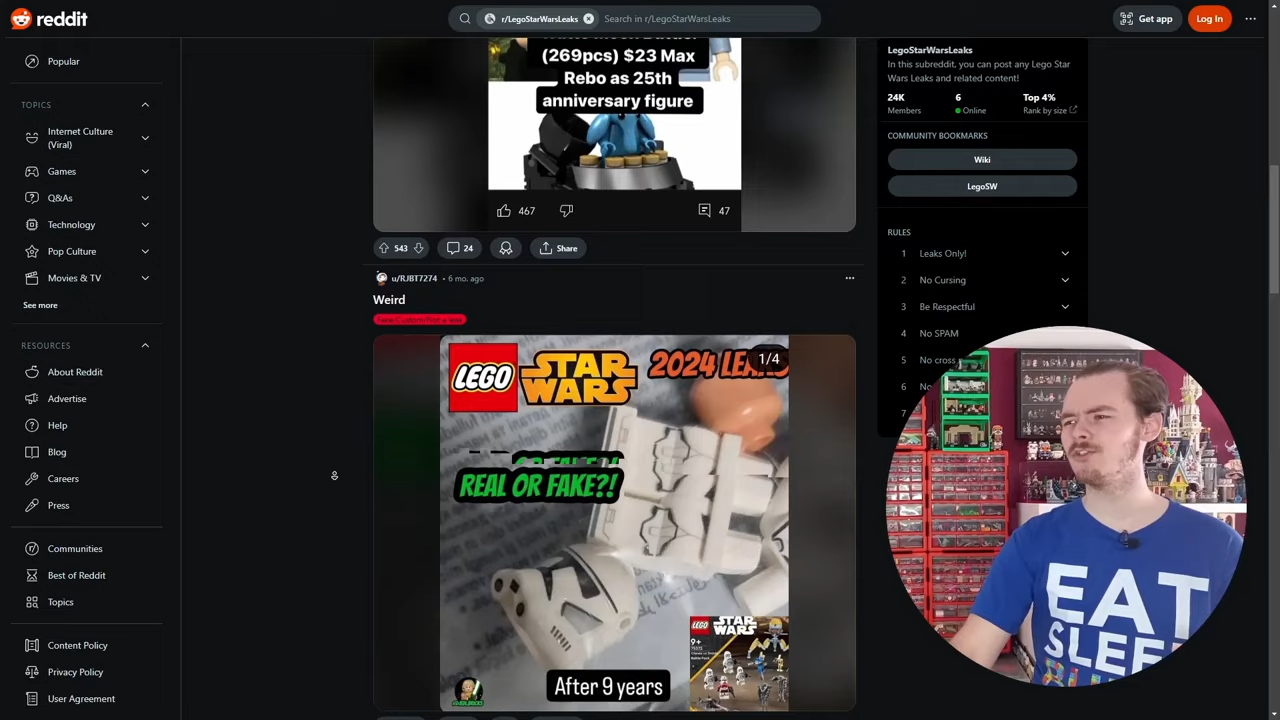 reddit
r/LegoStarWarsLeaks
Search in r/LegoStarWarsLeaks
Get app
Log In
Popular
TOPICS
Internet Culture
(Viral)
Games
Q&As
Technology
Pop Culture
Movies & TV
See more
RESOURCES
About Reddit
Advertise
Help
Blog
Careers
Press
Communities
Best of Reddit
Topics
Content Policy
Privacy Policy
User Agreement
(269pcs) $23 Max
Rebo as 25th
anniversary figure
467
47
543
24
Share
u/RJBT7274 • 6 mo. ago
Weird
1/4
LEGO
STAR
WARS
2024
REAL OR FAKE?!
After 9 years
LEGO
STAR
WARS
9+
LegoStarWarsLeaks
In this subreddit, you can post any Lego Star
Wars Leaks and related content!
24K
6
Top 4%
Members
Online
Rank by size
COMMUNITY BOOKMARKS
Wiki
LegoSW
RULES
1 Leaks Only!
2 No Cursing
3 Be Respectful
4 No SPAM
5 No cross
6 No
7
EAT
SLEE